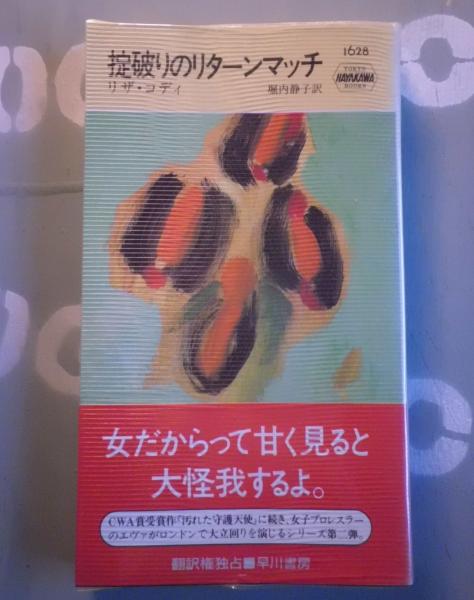 掟破りのリターンマッチ
リザ・コディ
堀内静子訳
1628
TOKYO
HAYAKAWA
BOOKS
女だからって甘く見ると
大怪我するよ。
CWA賞受賞作「汚れた守護天使」に続き、女子プロレスラー
のエヴァがロンドンで大立回りを演じるシリーズ第二弾。
翻訳権独占■早川書房